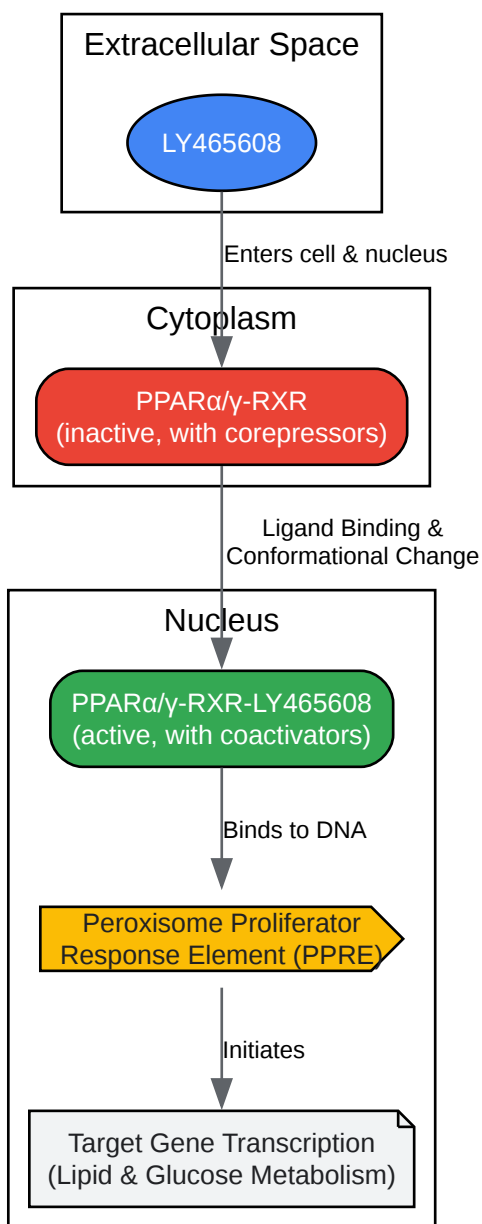 Extracellular Space
LY465608
Enters cell & nucleus
Cytoplasm
PPARα/γ-RXR
(inactive, with corepressors)
Ligand Binding &
Conformational Change
Nucleus
PPARα/γ-RXR-LY465608
(active, with coactivators)
Binds to DNA
Peroxisome Proliferator
Response Element (PPRE)
Initiates
Target Gene Transcription
(Lipid & Glucose Metabolism)